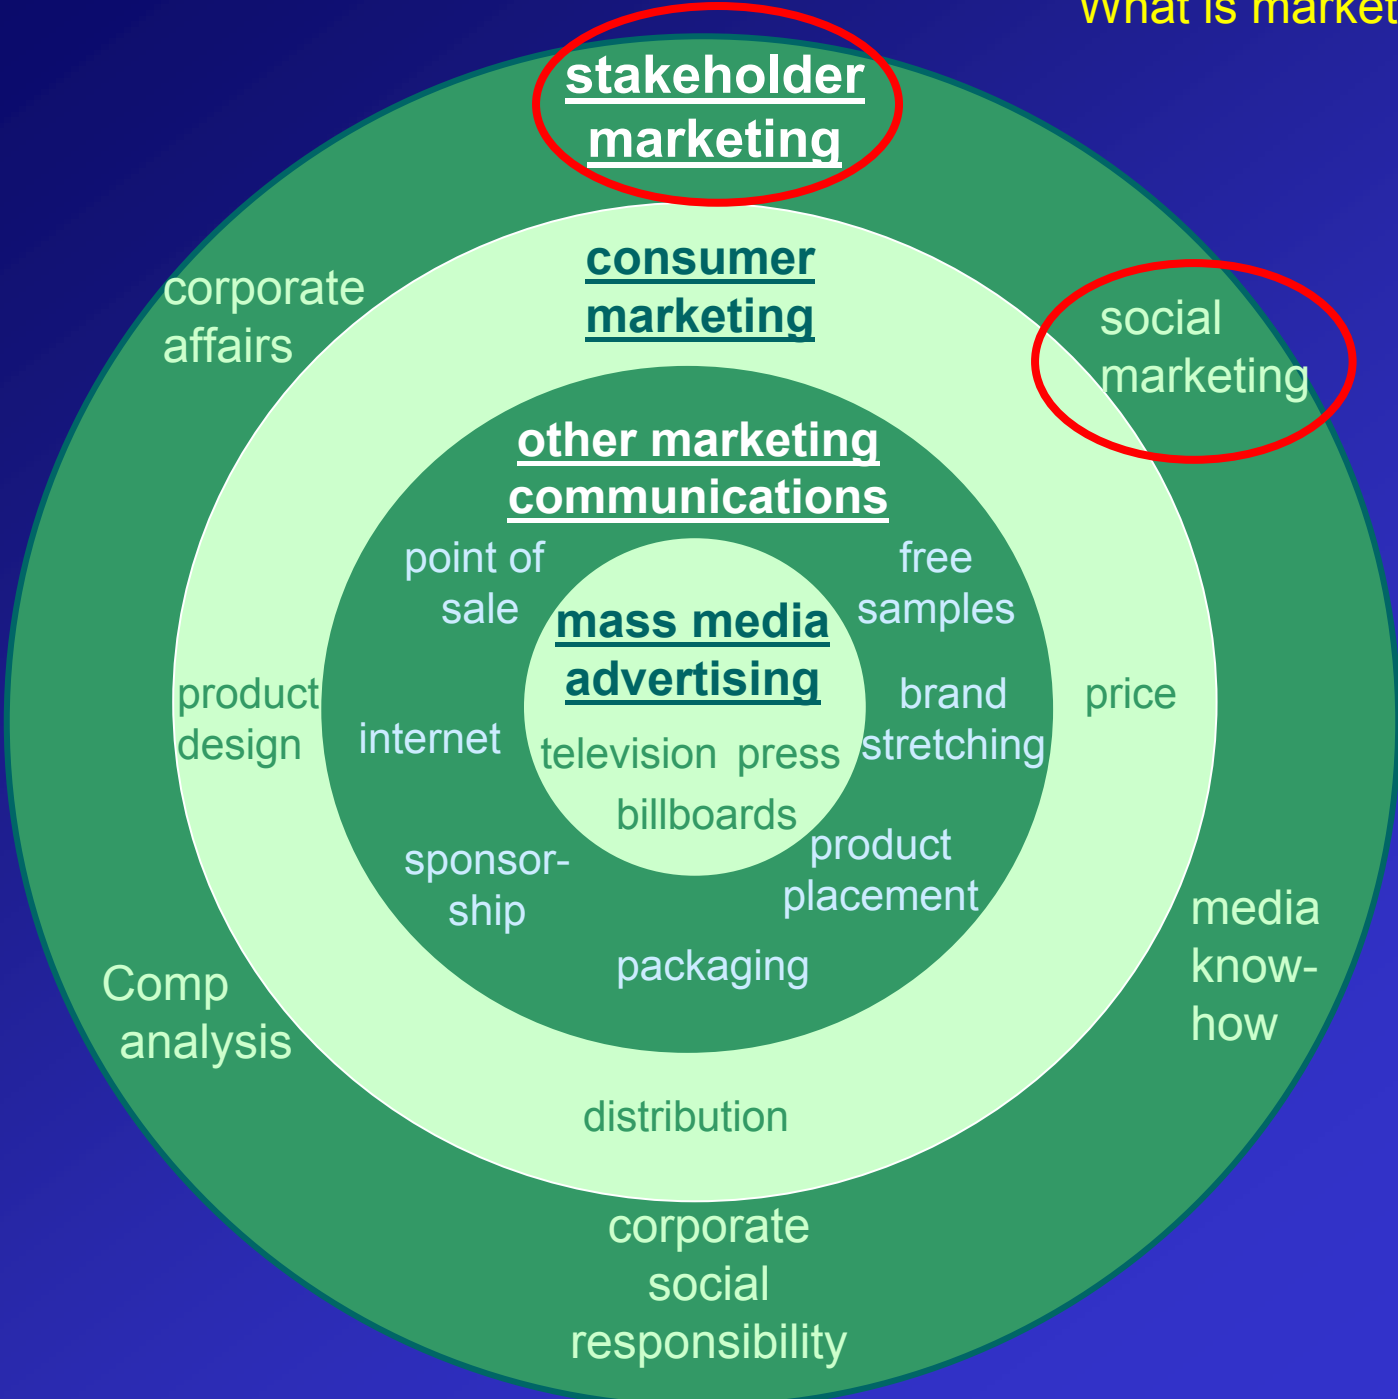 What is market
stakeholder
marketing
consumer
marketing
corporate
affairs
social
marketing
other marketing
communications
point of
sale
free
samples
mass media
advertising
product
design
internet
television press
billboards
brand
stretching
price
sponsor-
ship
product
placement
packaging
media
know-
how
Comp
analysis
distribution
corporate
social
responsibility